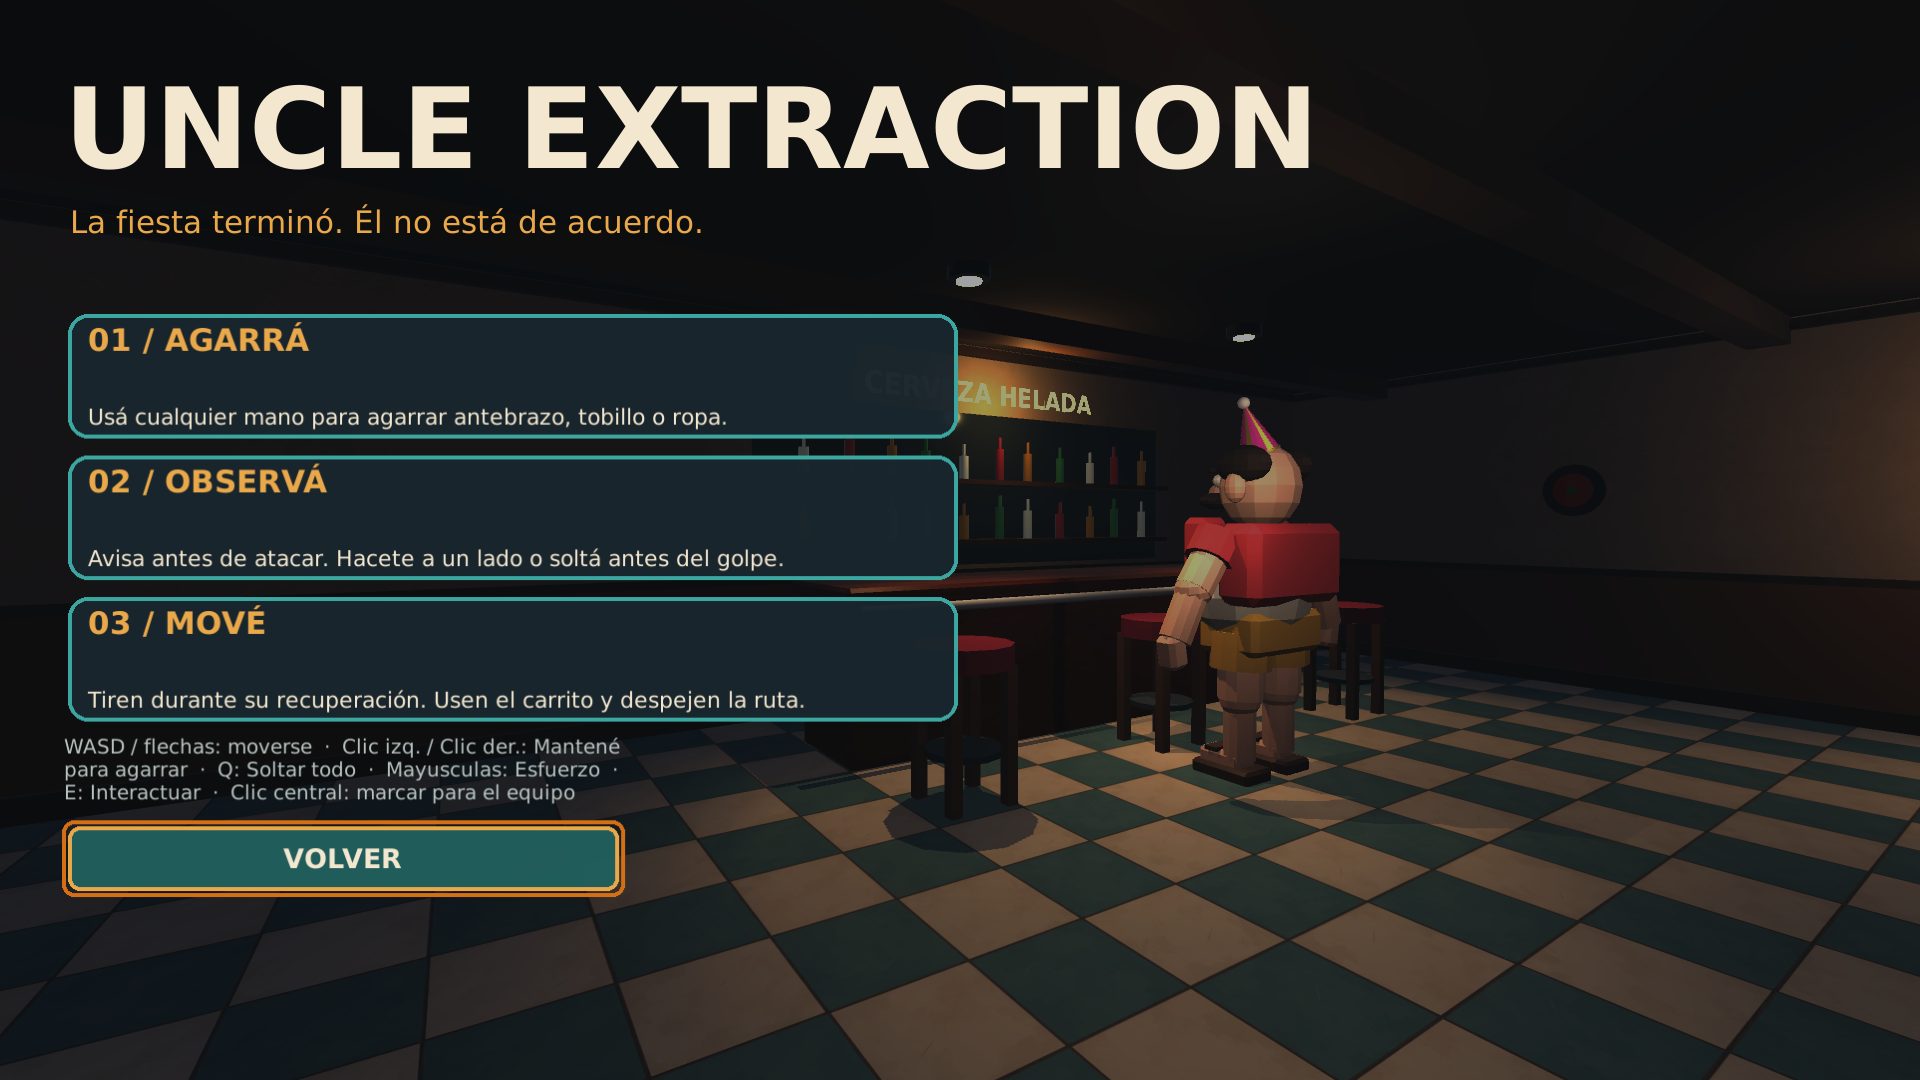 UNCLE EXTRACTION
La fiesta terminó. Él no está de acuerdo.
01 / AGARRÁ
Usá cualquier mano para agarrar antebrazo, tobillo o ropa.
CERVEZA HELADA
02 / OBSERVÁ
Avisa antes de atacar. Hacete a un lado o soltá antes del golpe.
03 / MOVÉ
Tiren durante su recuperación. Usen el carrito y despejen la ruta.
WASD / flechas: moverse · Clic izq. / Clic der.: Mantené
para agarrar · Q: Soltar todo · Mayusculas: Esfuerzo ·
E: Interactuar · Clic central: marcar para el equipo
VOLVER